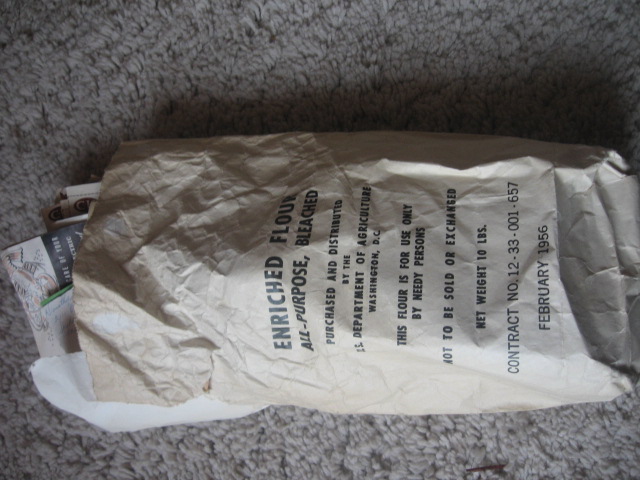 ENRICHED FLOUR
ALL-PURPOSE, BLEACHED
PURCHASED AND DISTRIBUTED
BY THE
U.S. DEPARTMENT OF AGRICULTURE
WASHINGTON, D.C.
THIS FLOUR IS FOR USE ONLY
BY NEEDY PERSONS
NOT TO BE SOLD OR EXCHANGED
NET WEIGHT 10 LBS.
CONTRACT NO. 12-33-001-657
FEBRUARY 1956